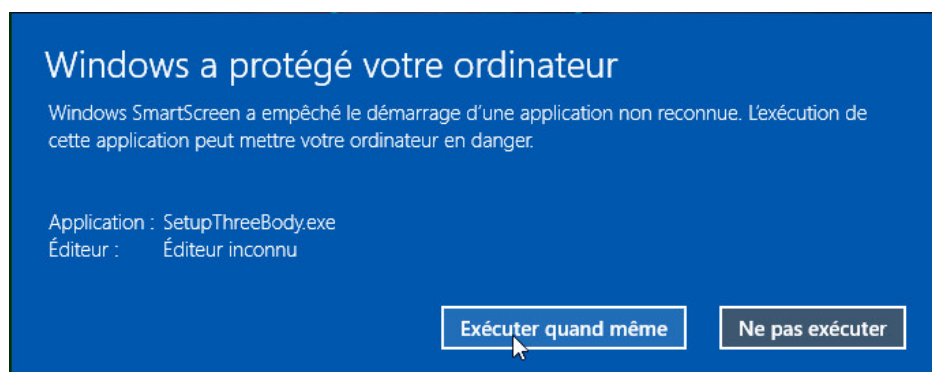 Windows a protégé votre ordinateur
Windows SmartScreen a empêché le démarrage d'une application non reconnue. L'exécution de
cette application peut mettre votre ordinateur en danger.
Application : SetupThreeBody.exe
Éditeur : Éditeur inconnu
Exécuter quand même Ne pas exécuter